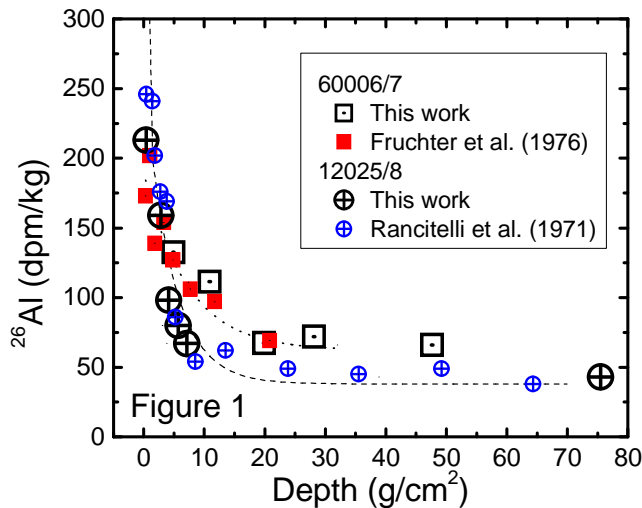 300
250
200
150
100
50
0
²⁶Al (dpm/kg)
60006/7
This work
Fruchter et al. (1976)
12025/8
This work
Rancitelli et al. (1971)
Figure 1
0 10 20 30 40 50 60 70 80
Depth (g/cm²)